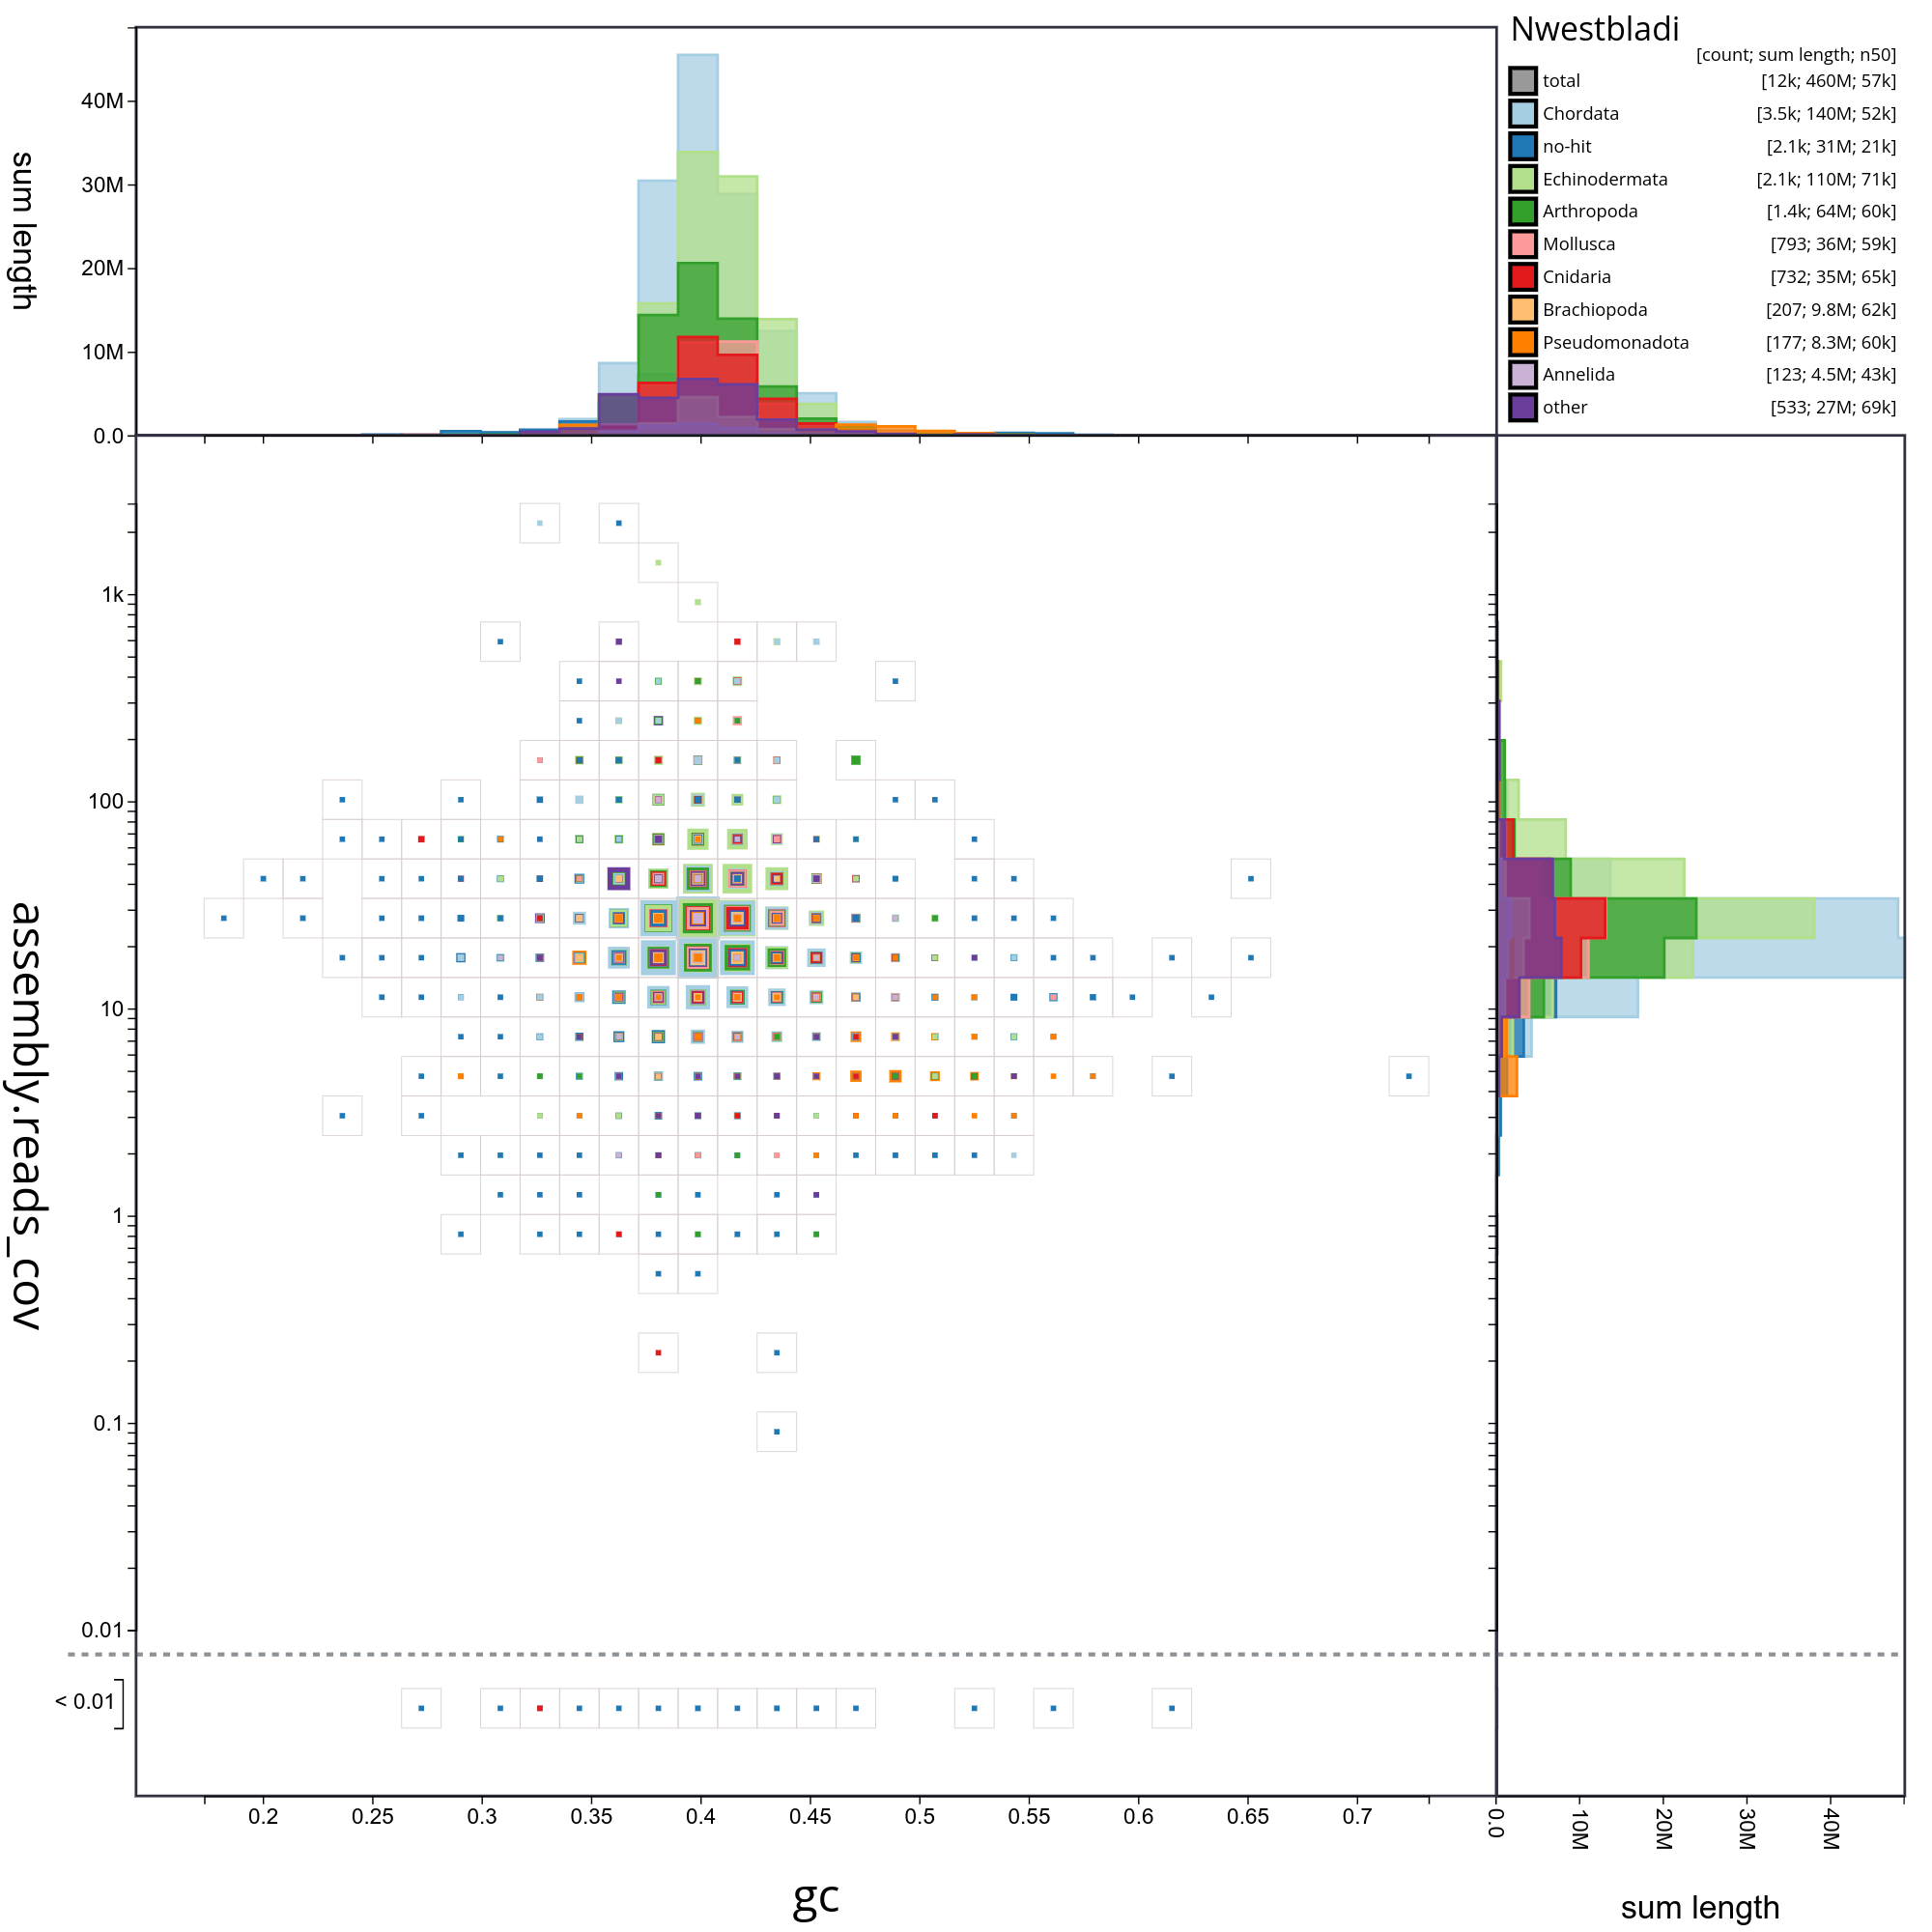 Nwestbladi
[count; sum length; n50]
total [12k; 460M; 57k]
Chordata [3.5k; 140M; 52k]
no-hit [2.1k; 31M; 21k]
Echinodermata [2.1k; 110M; 71k]
Arthropoda [1.4k; 64M; 60k]
Mollusca [793; 36M; 59k]
Cnidaria [732; 35M; 65k]
Brachiopoda [207; 9.8M; 62k]
Pseudomonadota [177; 8.3M; 60k]
Annelida [123; 4.5M; 43k]
other [533; 27M; 69k]
sum length
40M
30M
20M
10M
0.0
assembly.reads_cov
1k
100
10
1
0.1
0.01
< 0.01
0.2 0.25 0.3 0.35 0.4 0.45 0.5 0.55 0.6 0.65 0.7
gc
0.0 10M 20M 30M 40M
sum length